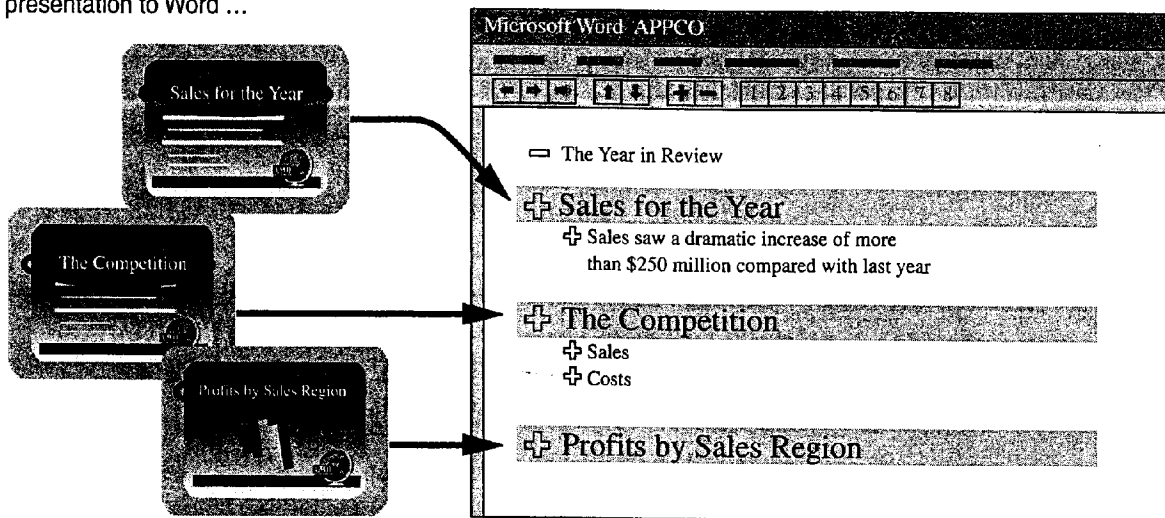 presentation to Word ...
Microsoft Word APPCO
1 2 3 4 5 6 7 8
Sales for the Year
The Year in Review
Sales for the Year
Sales saw a dramatic increase of more
than $250 million compared with last year
The Competition
The Competition
Sales
Costs
Profits by Sales Region
Profits by Sales Region